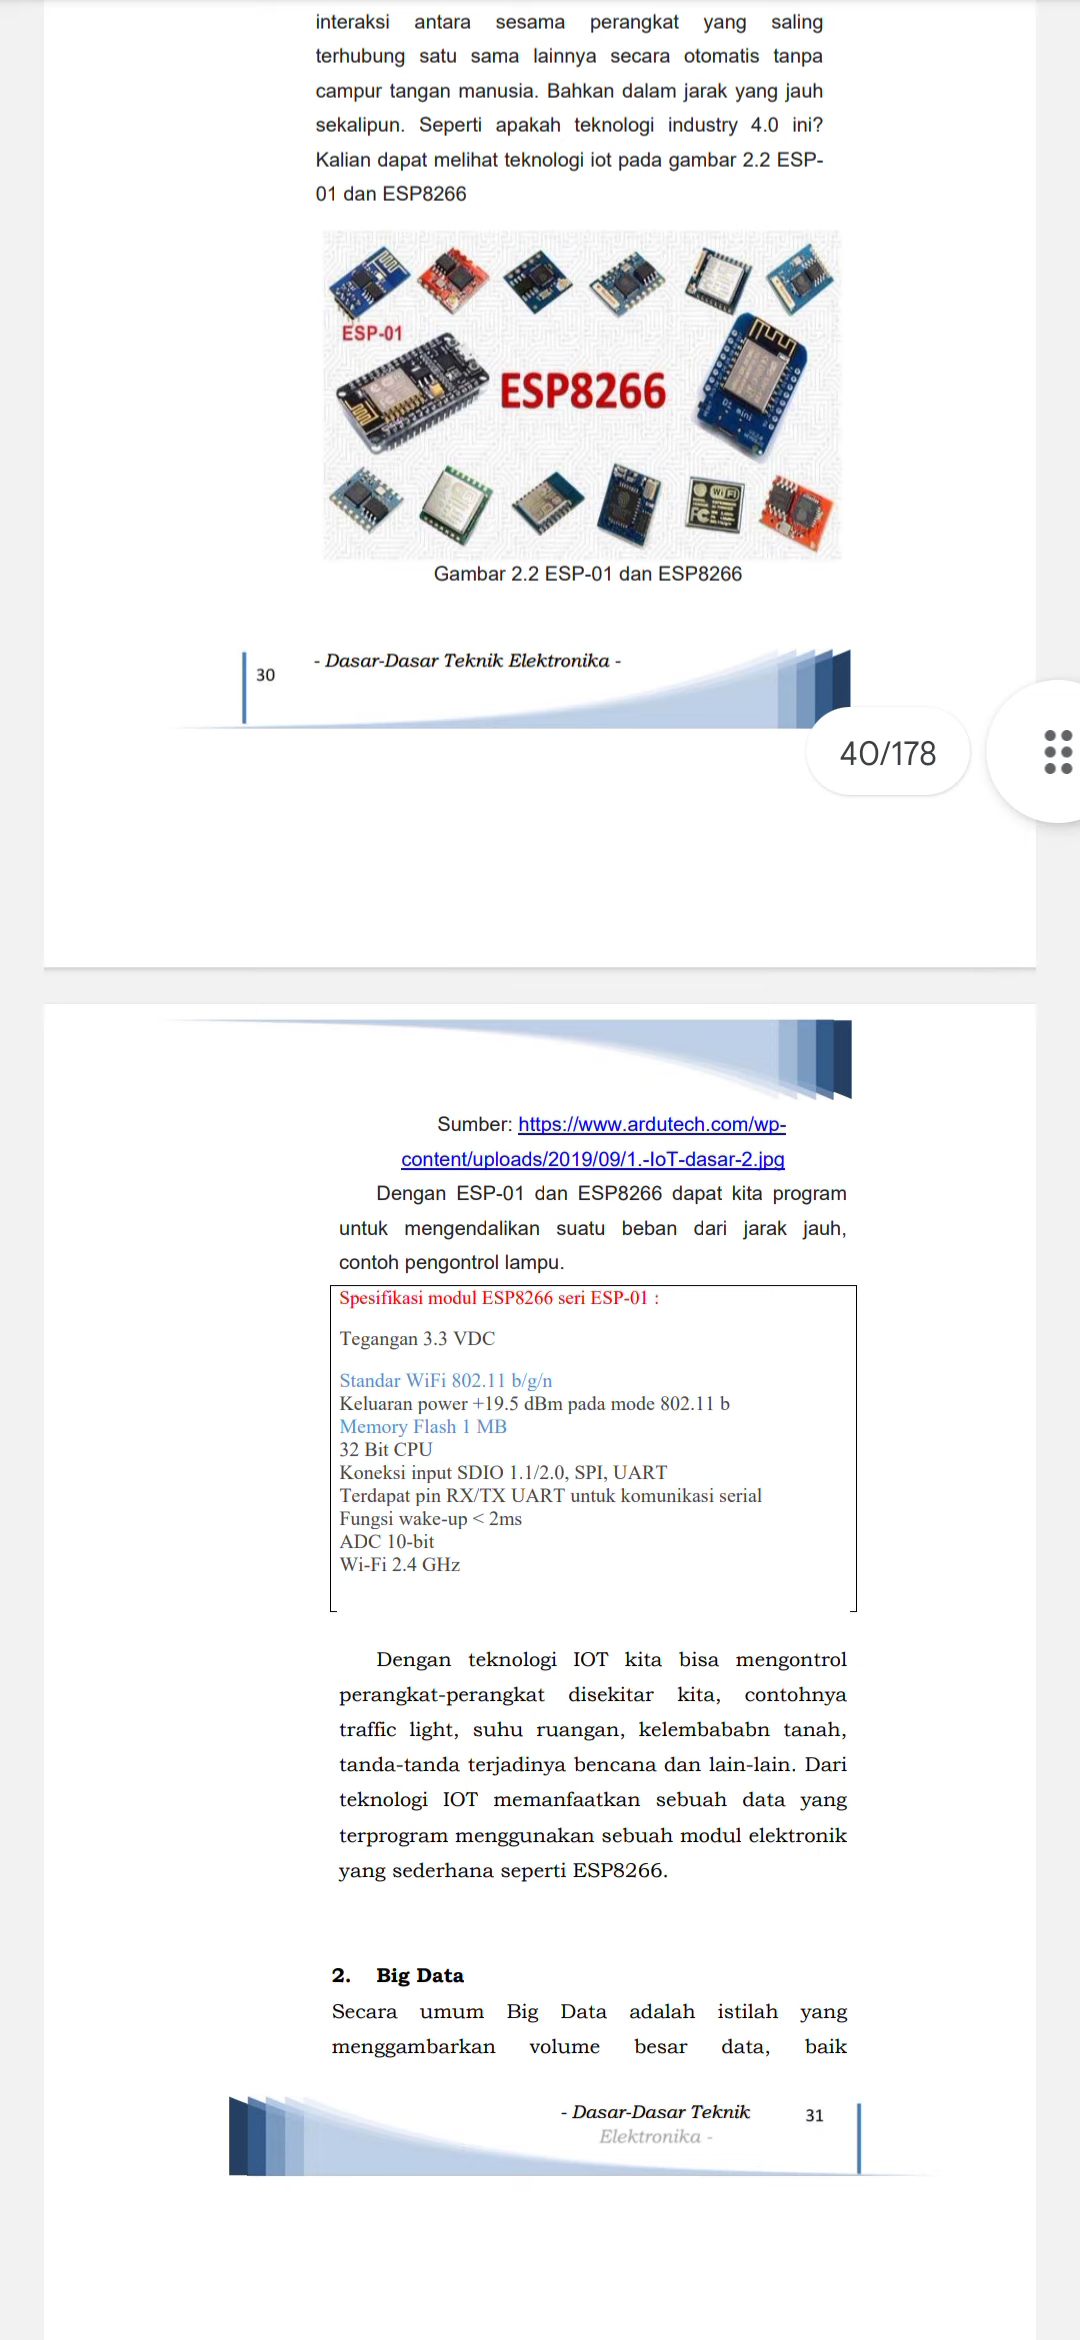 interaksi antara sesama perangkat yang saling
terhubung satu sama lainnya secara otomatis tanpa
campur tangan manusia. Bahkan dalam jarak yang jauh
sekalipun. Seperti apakah teknologi industry 4.0 ini?
Kalian dapat melihat teknologi iot pada gambar 2.2 ESP-
01 dan ESP8266
ESP-01
ESP8266
D1 mini
WiFi
FC
Gambar 2.2 ESP-01 dan ESP8266
30
- Dasar-Dasar Teknik Elektronika -
40/178
Sumber: https://www.ardutech.com/wp-
content/uploads/2019/09/1.-IoT-dasar-2.jpg
Dengan ESP-01 dan ESP8266 dapat kita program
untuk mengendalikan suatu beban dari jarak jauh,
contoh pengontrol lampu.
Spesifikasi modul ESP8266 seri ESP-01 :
Tegangan 3.3 VDC
Standar WiFi 802.11 b/g/n
Keluaran power +19.5 dBm pada mode 802.11 b
Memory Flash 1 MB
32 Bit CPU
Koneksi input SDIO 1.1/2.0, SPI, UART
Terdapat pin RX/TX UART untuk komunikasi serial
Fungsi wake-up < 2ms
ADC 10-bit
Wi-Fi 2.4 GHz
Dengan teknologi IOT kita bisa mengontrol
perangkat-perangkat disekitar kita, contohnya
traffic light, suhu ruangan, kelembababn tanah,
tanda-tanda terjadinya bencana dan lain-lain. Dari
teknologi IOT memanfaatkan sebuah data yang
terprogram menggunakan sebuah modul elektronik
yang sederhana seperti ESP8266.
2. Big Data
Secara umum Big Data adalah istilah yang
menggambarkan volume besar data, baik
- Dasar-Dasar Teknik
Elektronika -
31